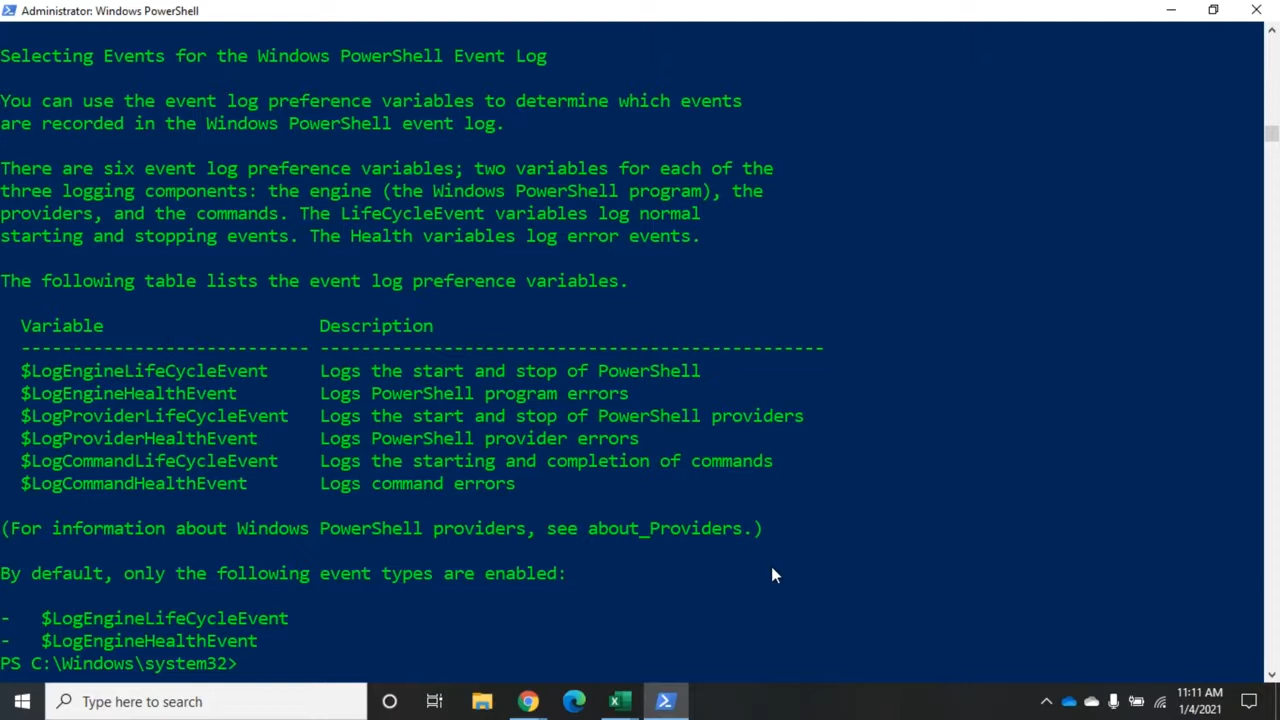 Administrator: Windows PowerShell
Selecting Events for the Windows PowerShell Event Log
You can use the event log preference variables to determine which events
are recorded in the Windows PowerShell event log.
There are six event log preference variables; two variables for each of the
three logging components: the engine (the Windows PowerShell program), the
providers, and the commands. The LifeCycleEvent variables log normal
starting and stopping events. The Health variables log error events.
The following table lists the event log preference variables.
Variable Description
---------------------------- -------------------------------------------------
$LogEngineLifeCycleEvent Logs the start and stop of PowerShell
$LogEngineHealthEvent Logs PowerShell program errors
$LogProviderLifeCycleEvent Logs the start and stop of PowerShell providers
$LogProviderHealthEvent Logs PowerShell provider errors
$LogCommandLifeCycleEvent Logs the starting and completion of commands
$LogCommandHealthEvent Logs command errors
(For information about Windows PowerShell providers, see about_Providers.)
By default, only the following event types are enabled:
- $LogEngineLifeCycleEvent
- $LogEngineHealthEvent
PS C:\Windows\system32>
Type here to search
11:11 AM
1/4/2021